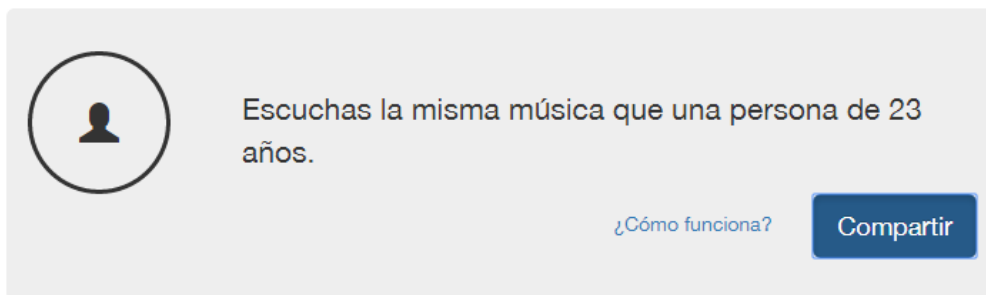 Escuchas la misma música que una persona de 23
años.
¿Cómo funciona?
Compartir